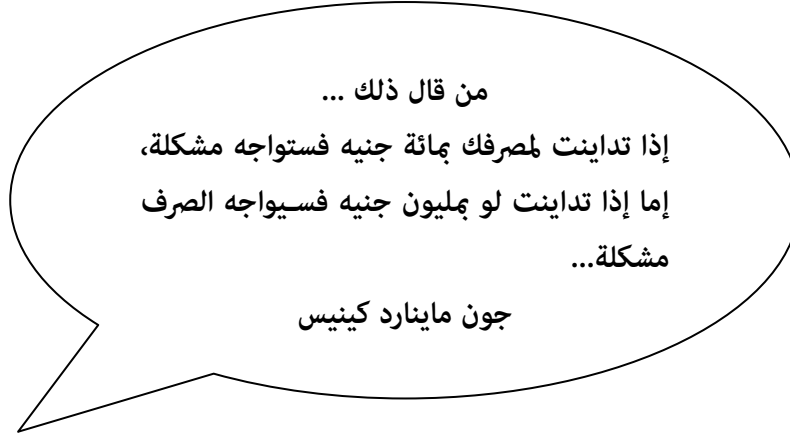 من قال ذلك ...
إذا تداينت لمصرفك بمائة جنيه فستواجه مشكلة،
إما إذا تداينت لو بمليون جنيه فسيواجه الصرف
مشكلة...
جون ماينارد كينيس